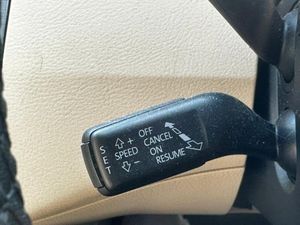 SET
+ OFF
SPEED CANCEL
- ON
RESUME